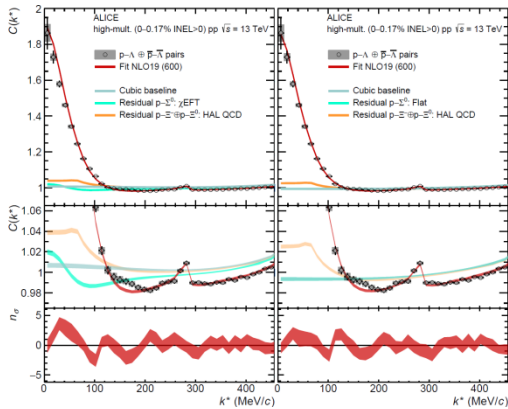 C(k*)
ALICE
high-mult. (0–0.17% INEL>0) pp √s = 13 TeV
p–Λ ⊕ p̅–Λ̅ pairs
Fit NLO19 (600)
Cubic baseline
Residual p–Σ⁰: χEFT
Residual p–Ξ⁻⊕p–Ξ⁰: HAL QCD
2
1.8
1.6
1.4
1.2
1
ALICE
high-mult. (0–0.17% INEL>0) pp √s = 13 TeV
p–Λ ⊕ p̅–Λ̅ pairs
Fit NLO19 (600)
Cubic baseline
Residual p–Σ⁰: Flat
Residual p–Ξ⁻⊕p–Ξ⁰: HAL QCD
C(k*)
1.06
1.04
1.02
1
0.98
nσ
5
0
−5
0 100 200 300 400
k* (MeV/c)
0 100 200 300 400
k* (MeV/c)